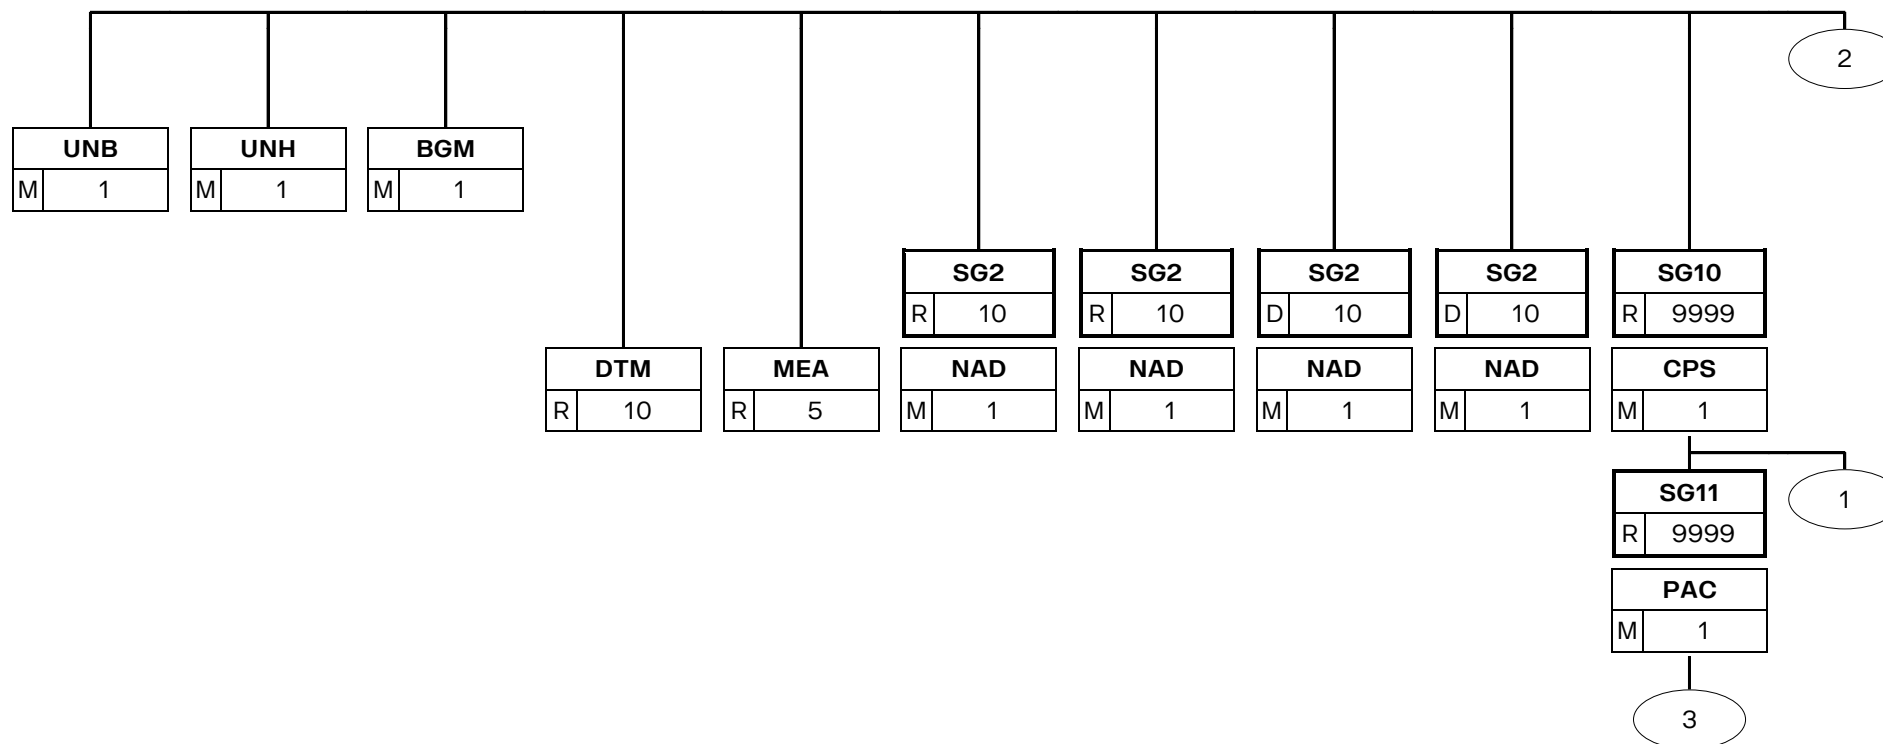 2
UNB UNH BGM
M 1 M 1 M 1
SG2 SG2 SG2 SG2 SG10
R 10 R 10 D 10 D 10 R 9999
DTM MEA NAD NAD NAD NAD CPS
R 10 R 5 M 1 M 1 M 1 M 1 M 1
SG11 1
R 9999
PAC
M 1
3